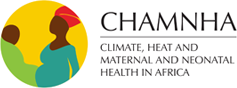 CHAMNHA
CLIMATE, HEAT AND
MATERNAL AND NEONATAL
HEALTH IN AFRICA